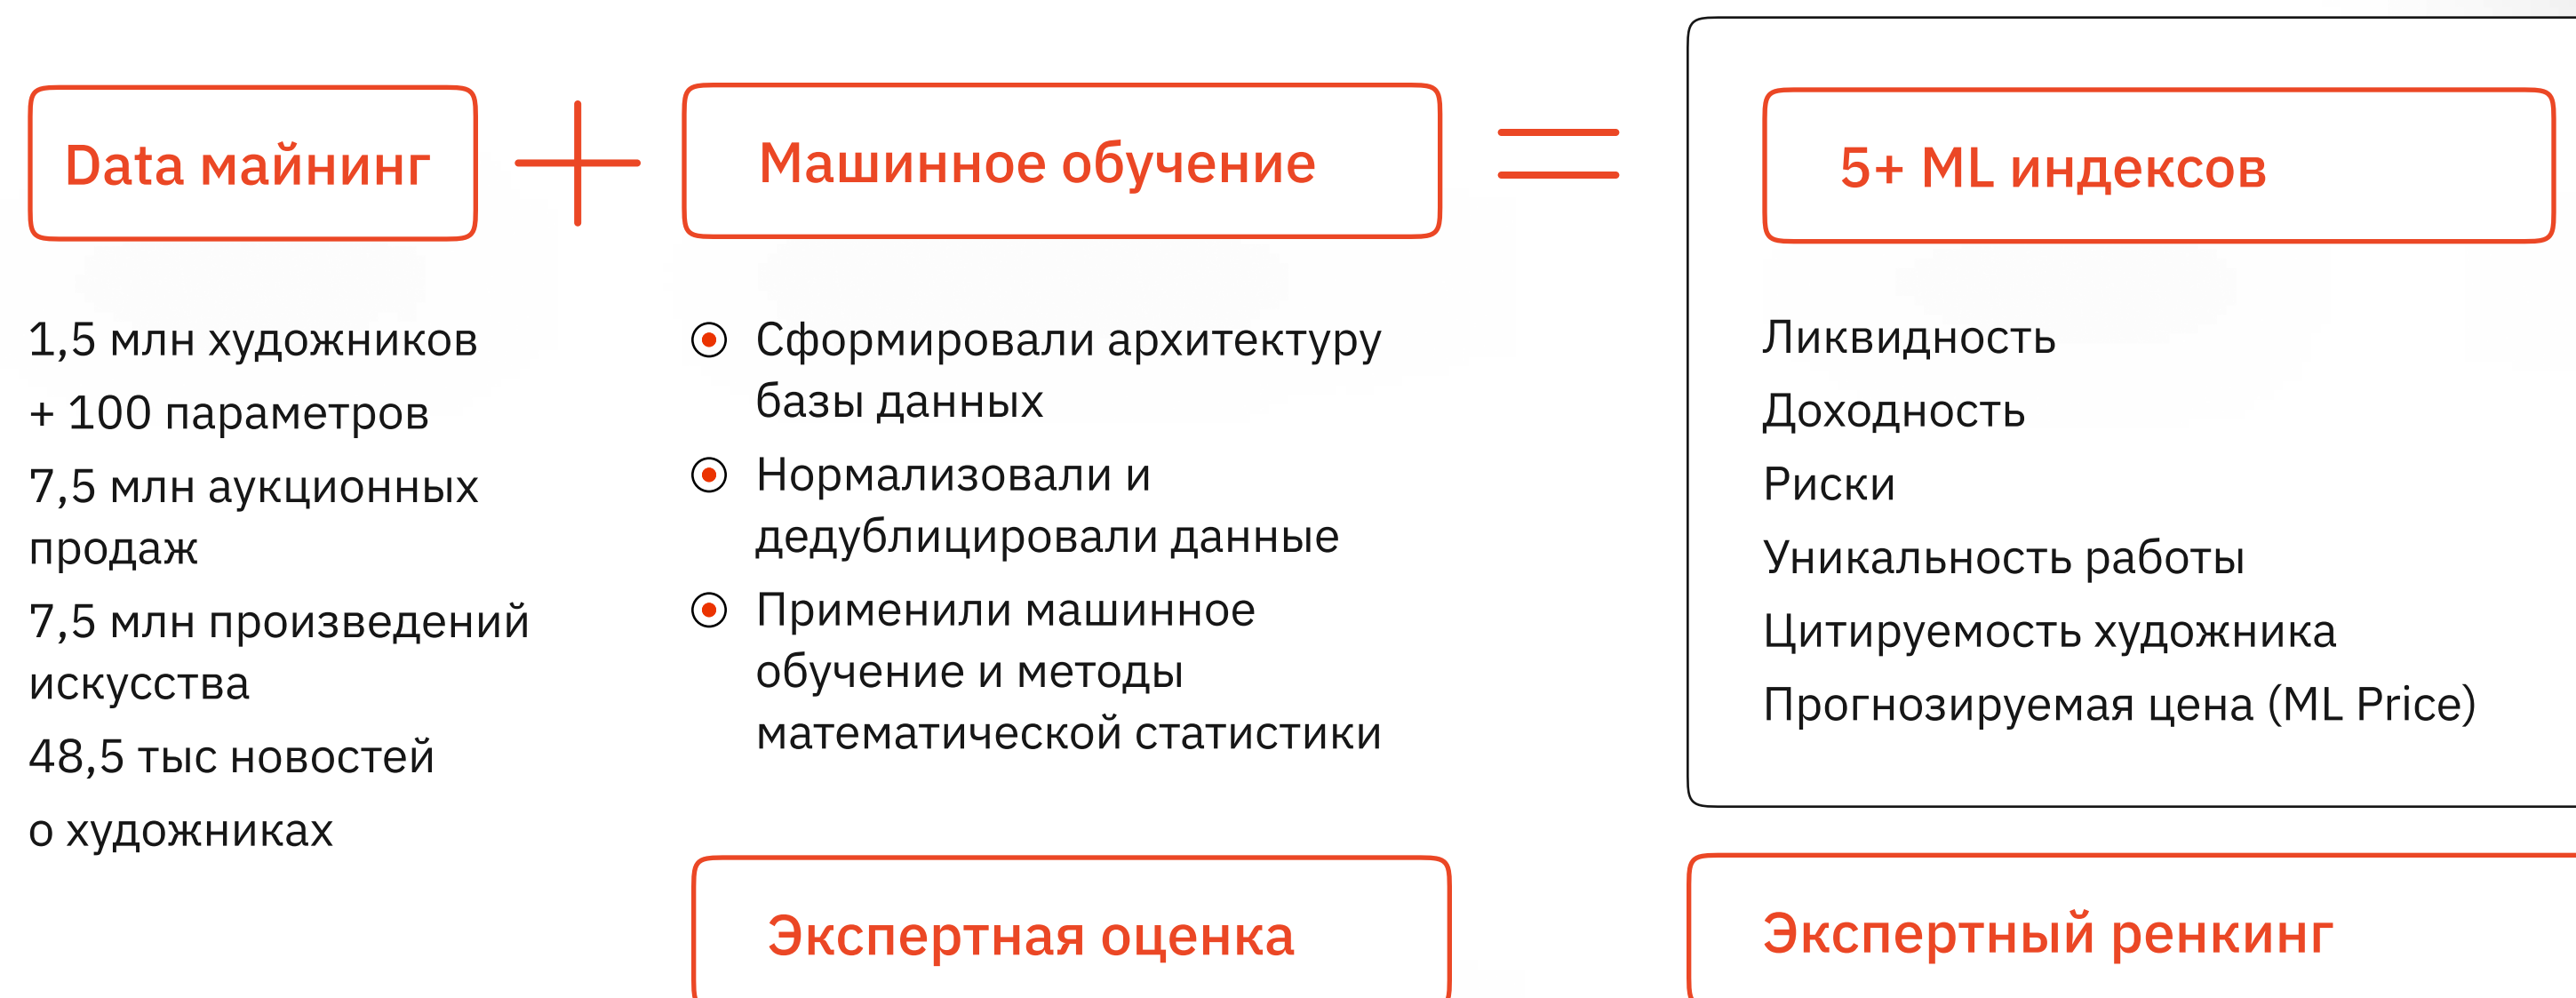 Data майнинг
1,5 млн художников
+ 100 параметров
7,5 млн аукционных
продаж
7,5 млн произведений
искусства
48,5 тыс новостей
о художниках
+
Машинное обучение
Сформировали архитектуру
базы данных
Нормализовали и
дедублицировали данные
Применили машинное
обучение и методы
математической статистики
Экспертная оценка
=
5+ ML индексов
Ликвидность
Доходность
Риски
Уникальность работы
Цитируемость художника
Прогнозируемая цена (ML Price)
Экспертный ренкинг